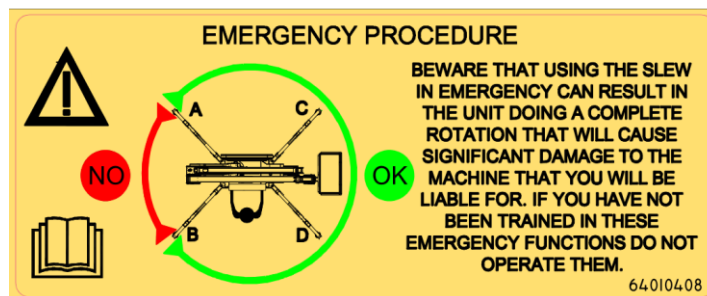 EMERGENCY PROCEDURE
A
C
NO
OK
B
D
BEWARE THAT USING THE SLEW
IN EMERGENCY CAN RESULT IN
THE UNIT DOING A COMPLETE
ROTATION THAT WILL CAUSE
SIGNIFICANT DAMAGE TO THE
MACHINE THAT YOU WILL BE
LIABLE FOR. IF YOU HAVE NOT
BEEN TRAINED IN THESE
EMERGENCY FUNCTIONS DO NOT
OPERATE THEM.
64010408